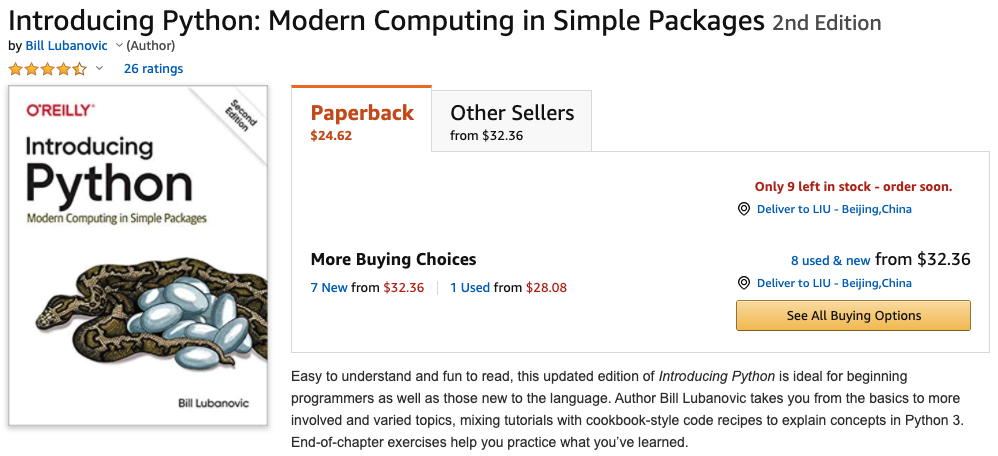 Introducing Python: Modern Computing in Simple Packages 2nd Edition
by Bill Lubanovic (Author)
26 ratings
O'REILLY®
Second
Edition
Introducing
Python
Modern Computing in Simple Packages
Bill Lubanovic
Paperback
$24.62
Other Sellers
from $32.36
Only 9 left in stock - order soon.
Deliver to LIU - Beijing,China
More Buying Choices
7 New from $32.36
1 Used from $28.08
8 used & new from $32.36
Deliver to LIU - Beijing,China
See All Buying Options
Easy to understand and fun to read, this updated edition of Introducing Python is ideal for beginning
programmers as well as those new to the language. Author Bill Lubanovic takes you from the basics to more
involved and varied topics, mixing tutorials with cookbook-style code recipes to explain concepts in Python 3.
End-of-chapter exercises help you practice what you’ve learned.